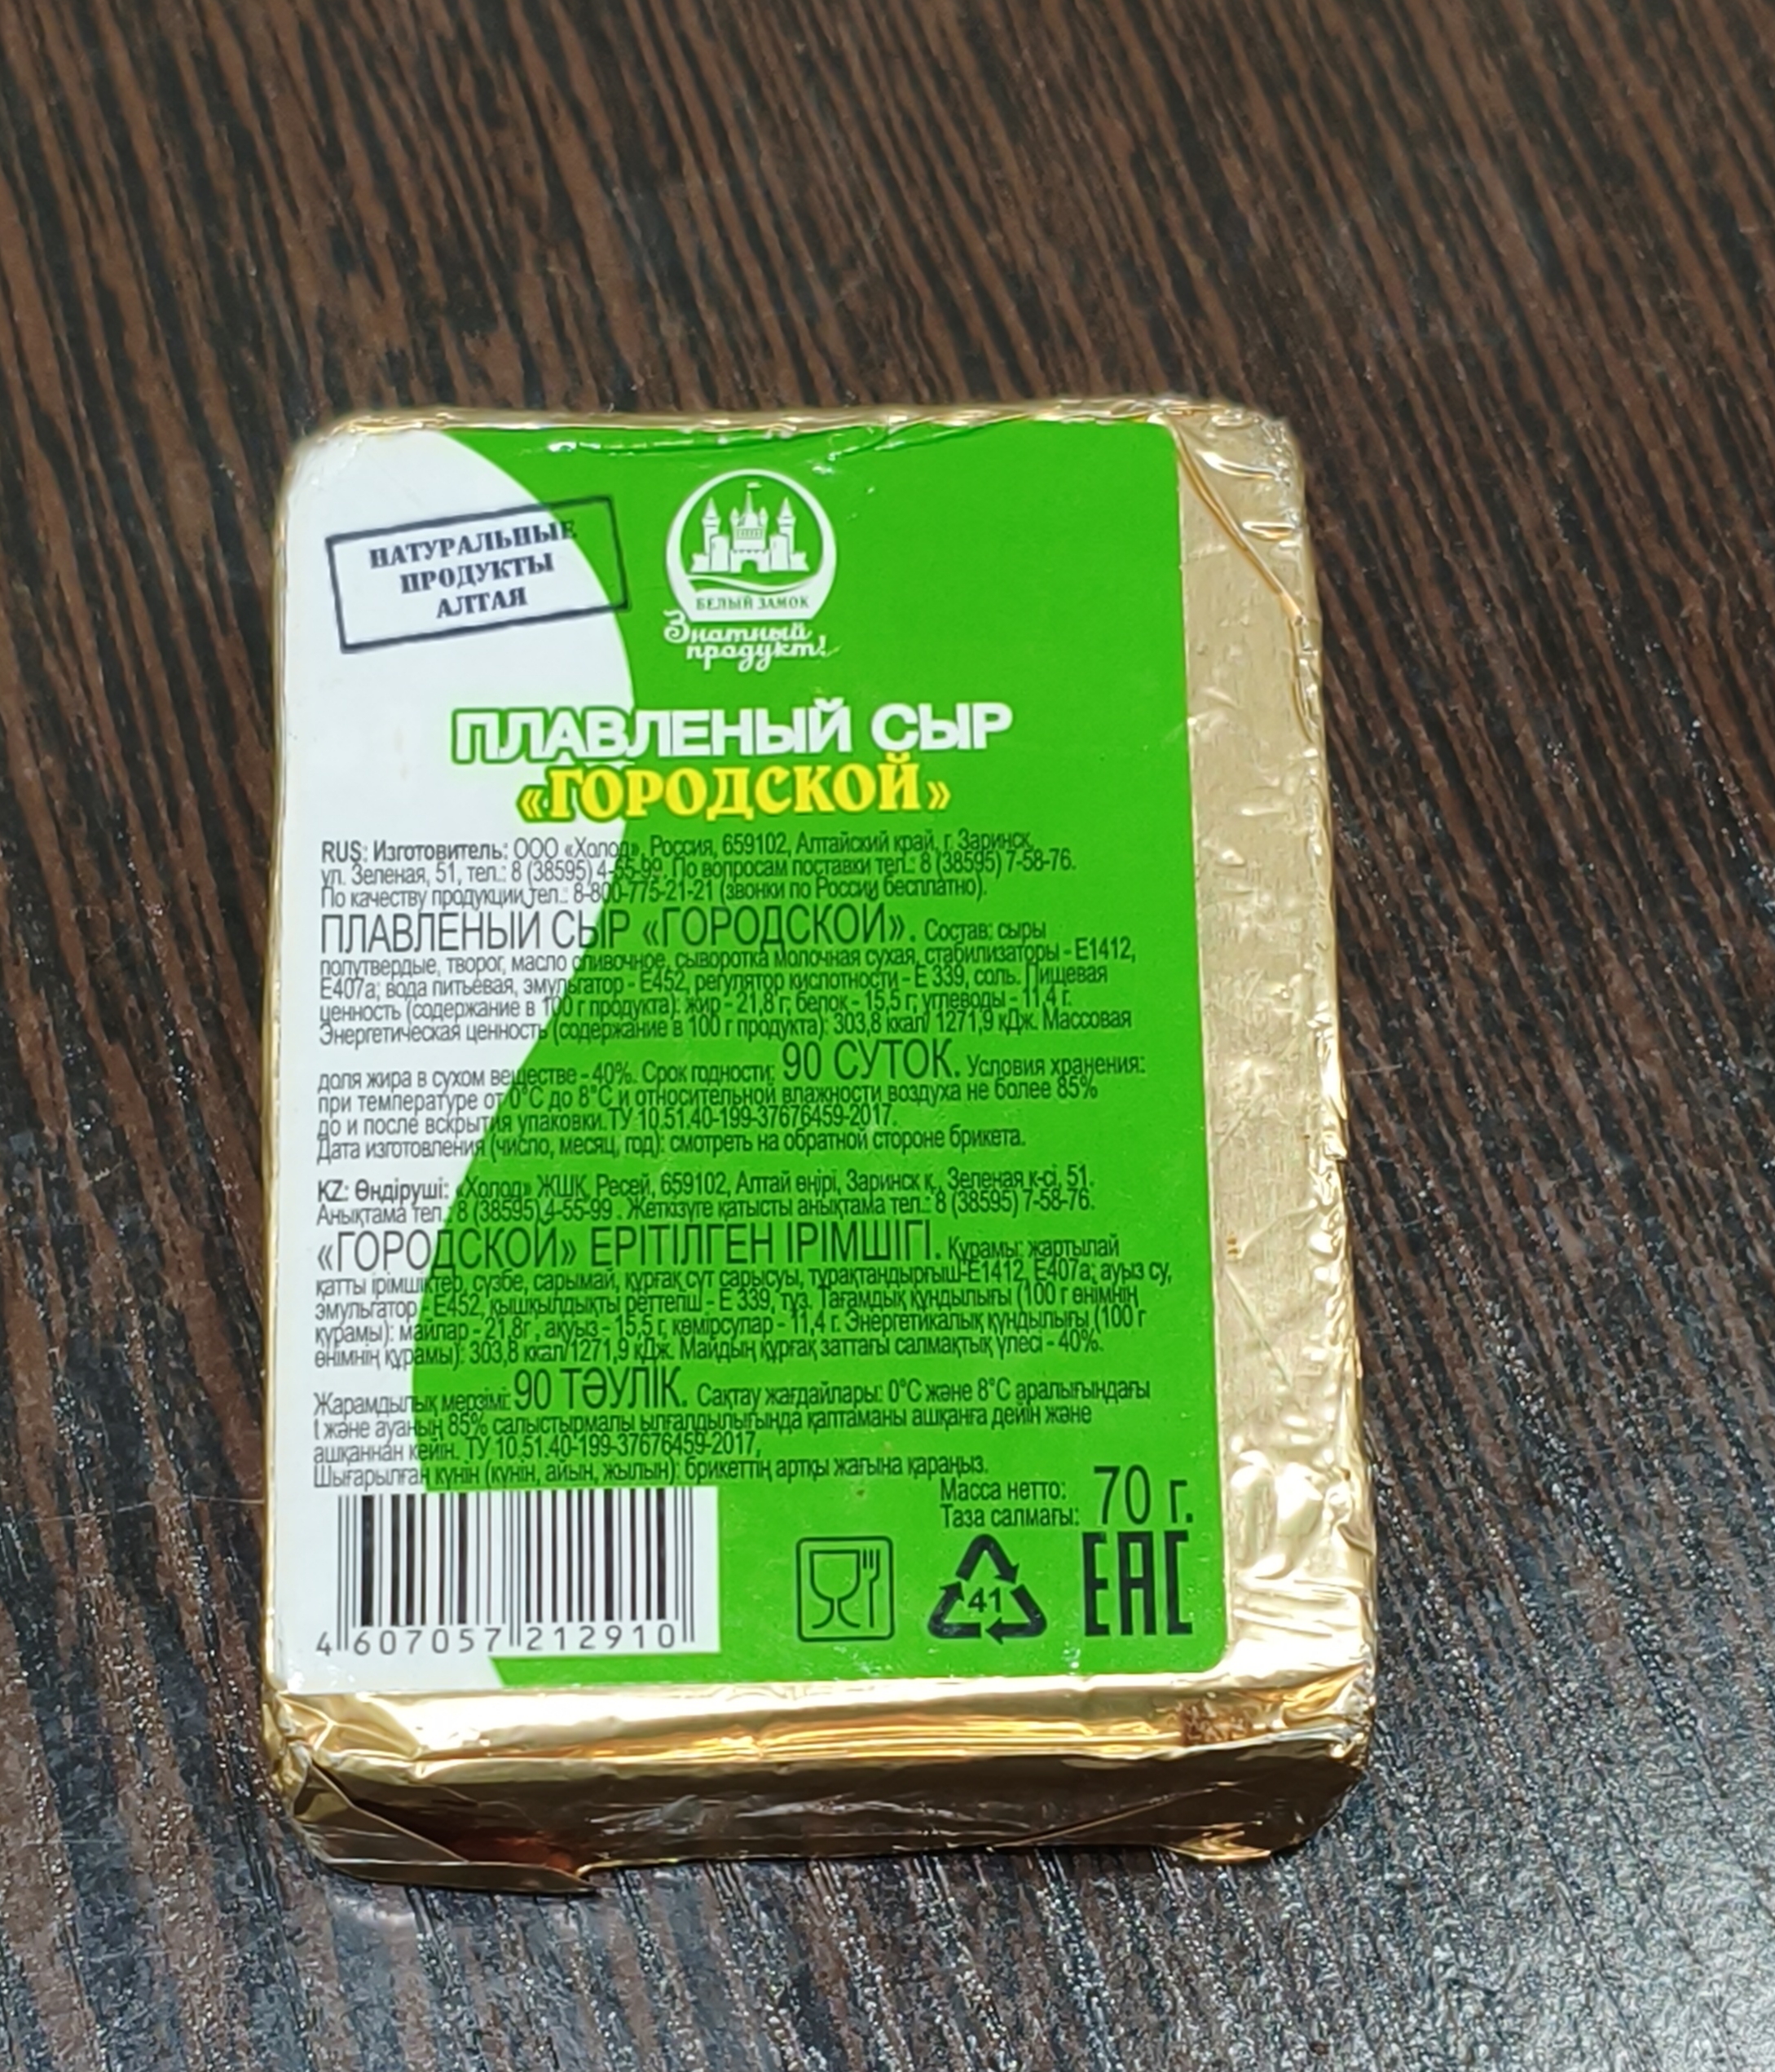 НАТУРАЛЬНЫЕ
ПРОДУКТЫ
АЛТАЯ
БЕЛЫЙ ЗАМОК
Знатный
продукт!
ПЛАВЛЕНЫЙ СЫР
«ГОРОДСКОЙ»
RUS: Изготовитель: ООО «Холод». Россия, 659102, Алтайский край, г. Заринск,
ул. Зеленая, 51, тел.: 8 (38595) 4-55-99. По вопросам поставки тел.: 8 (38595) 7-58-76.
По качеству продукции тел.: 8-800-775-21-21 (звонки по России бесплатно).
ПЛАВЛЕНЫЙ СЫР «ГОРОДСКОЙ». Состав: сыры
полутвердые, творог, масло сливочное, сыворотка молочная сухая, стабилизаторы - Е1412,
Е407а; вода питьевая, эмульгатор - Е452, регулятор кислотности - Е 339, соль. Пищевая
ценность (содержание в 100 г продукта): жир - 21,8 г; белок - 15,5 г; углеводы - 11,4 г.
Энергетическая ценность (содержание в 100 г продукта): 303,8 ккал/ 1271,9 кДж. Массовая
доля жира в сухом веществе - 40%. Срок годности: 90 СУТОК. Условия хранения:
при температуре от 0°С до 8°С и относительной влажности воздуха не более 85%
до и после вскрытия упаковки. ТУ 10.51.40-199-37676459-2017.
Дата изготовления (число, месяц, год): смотреть на обратной стороне брикета.
KZ: Өндіруші: «Холод» ЖШК, Ресей, 659102, Алтай өңірі, Заринск қ., Зеленая к-сі, 51.
Анықтама тел.: 8 (38595) 4-55-99 . Жеткізуге қатысты анықтама тел.: 8 (38595) 7-58-76.
«ГОРОДСКОЙ» ЕРІТІЛГЕН ІРІМШІГІ. Құрамы: жартылай
қатты ірімшіктер, сүзбе, сарымай, құрғақ сүт сарысуы, тұрақтандырғыш-Е1412, Е407а; ауыз су,
эмульгатор - Е452, қышқылдықты реттегіш - Е 339, тұз. Тағамдық құндылығы (100 г өнімнің
құрамы): майлар - 21,8г , ақуыз - 15,5 г, көмірсулар - 11,4 г. Энергетикалық құндылығы (100 г
өнімнің құрамы): 303,8 ккал/1271,9 кДж. Майдың құрғақ заттағы салмақтық үлесі - 40%.
Жарамдылық мерзімі: 90 ТӘУЛІК. Сақтау жағдайлары: 0°С және 8°С аралығындағы
t және ауаның 85% салыстырмалы ылғалдылығында қаптаманы ашқанға дейін және
ашқаннан кейін. ТУ 10.51.40-199-37676459-2017,
Шығарылған күнін (күнін, айын, жылын): брикеттің артқы жағына қараңыз.
Масса нетто:
Таза салмағы: 70 г.
41
ЕАС
4 607057 212910